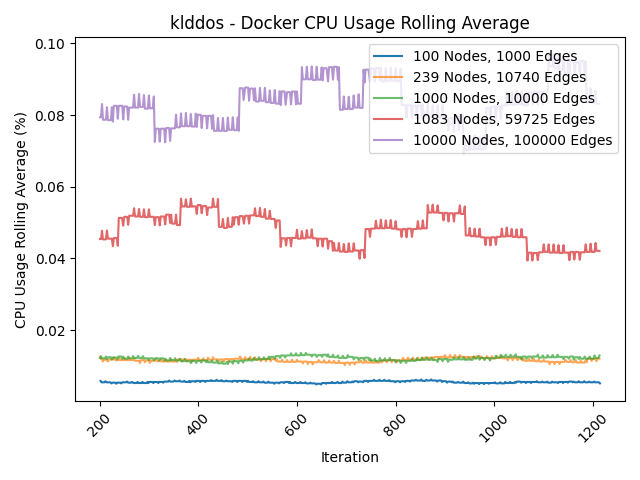 klddos - Docker CPU Usage Rolling Average
CPU Usage Rolling Average (%)
0.10
0.08
0.06
0.04
0.02
100 Nodes, 1000 Edges
239 Nodes, 10740 Edges
1000 Nodes, 10000 Edges
1083 Nodes, 59725 Edges
10000 Nodes, 100000 Edges
200
400
600
800
1000
1200
Iteration